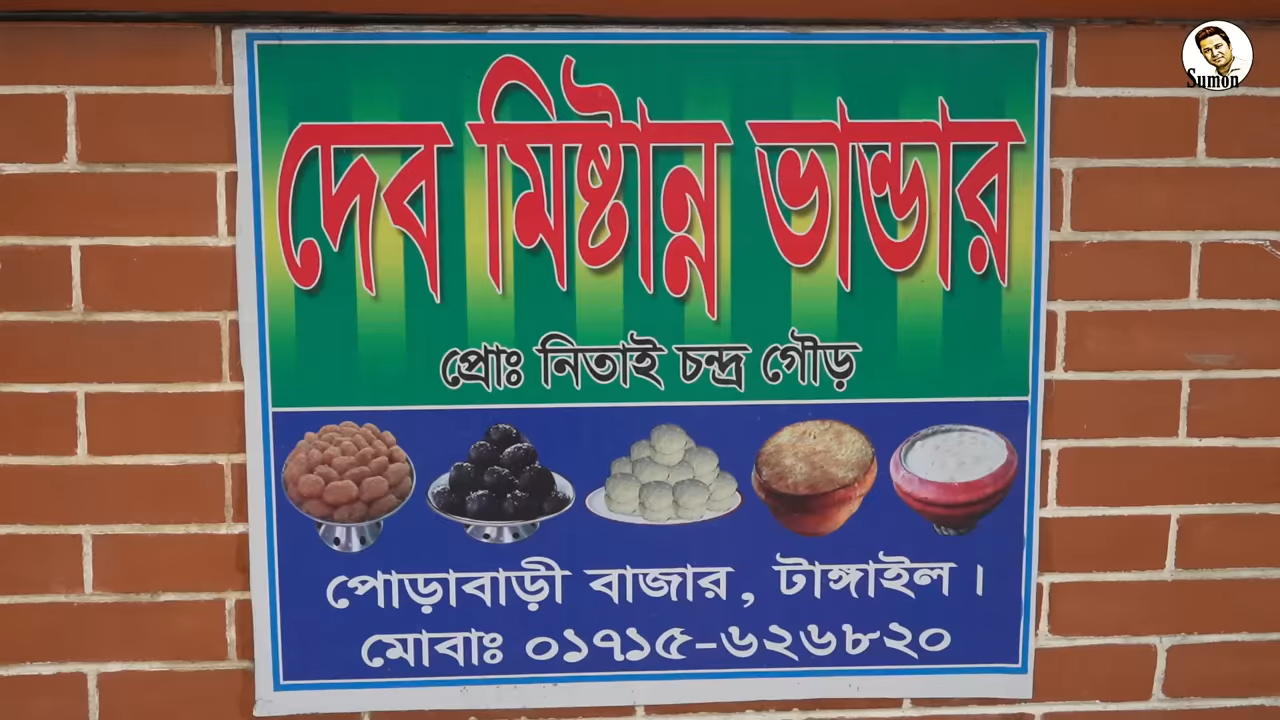 দেব মিষ্টান্ন ভান্ডার
প্রোঃ নিতাই চন্দ্র গৌড়
পোড়াবাড়ী বাজার, টাঙ্গাইল।
মোবাঃ ০১৭১৫-৬২৬৮২০
Sumon